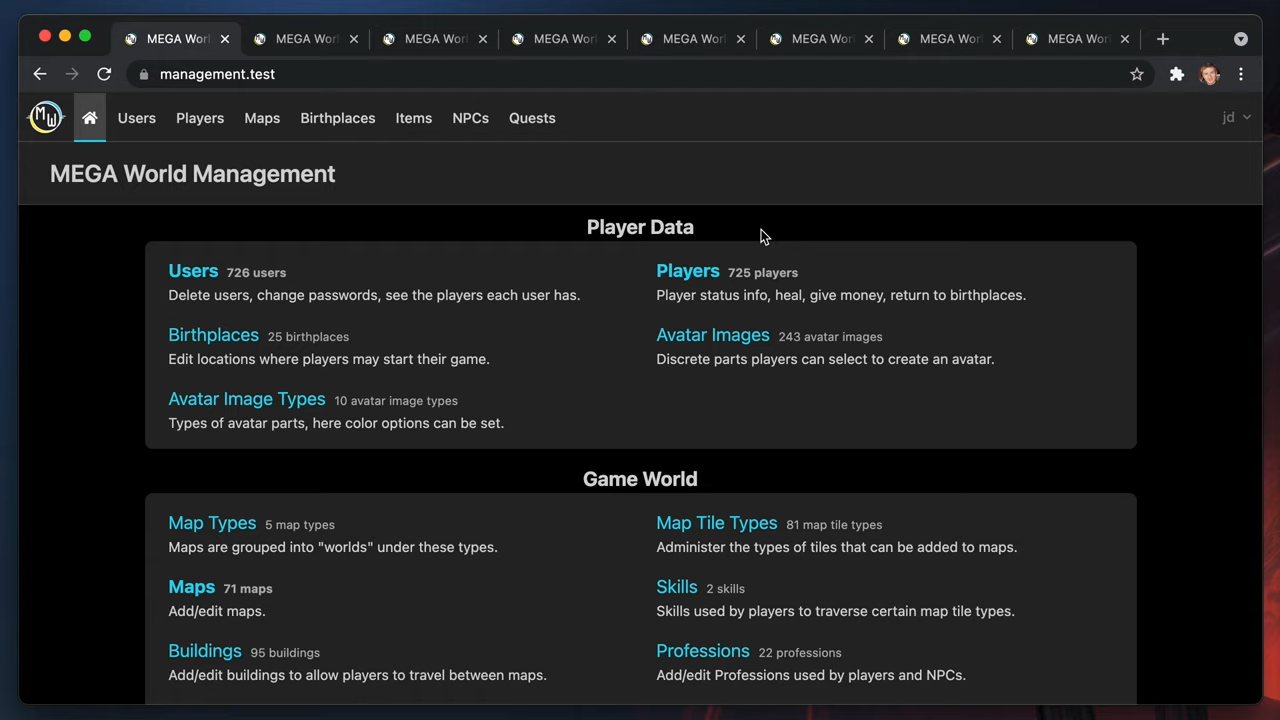 MEGA Worl MEGA Worl MEGA Worl MEGA Worl MEGA Worl MEGA Worl MEGA Worl MEGA Worl
management.test
MW Users Players Maps Birthplaces Items NPCs Quests jd
MEGA World Management
Player Data
Users 726 users
Delete users, change passwords, see the players each user has.
Players 725 players
Player status info, heal, give money, return to birthplaces.
Birthplaces 25 birthplaces
Edit locations where players may start their game.
Avatar Images 243 avatar images
Discrete parts players can select to create an avatar.
Avatar Image Types 10 avatar image types
Types of avatar parts, here color options can be set.
Game World
Map Types 5 map types
Maps are grouped into "worlds" under these types.
Map Tile Types 81 map tile types
Administer the types of tiles that can be added to maps.
Maps 71 maps
Add/edit maps.
Skills 2 skills
Skills used by players to traverse certain map tile types.
Buildings 95 buildings
Add/edit buildings to allow players to travel between maps.
Professions 22 professions
Add/edit Professions used by players and NPCs.